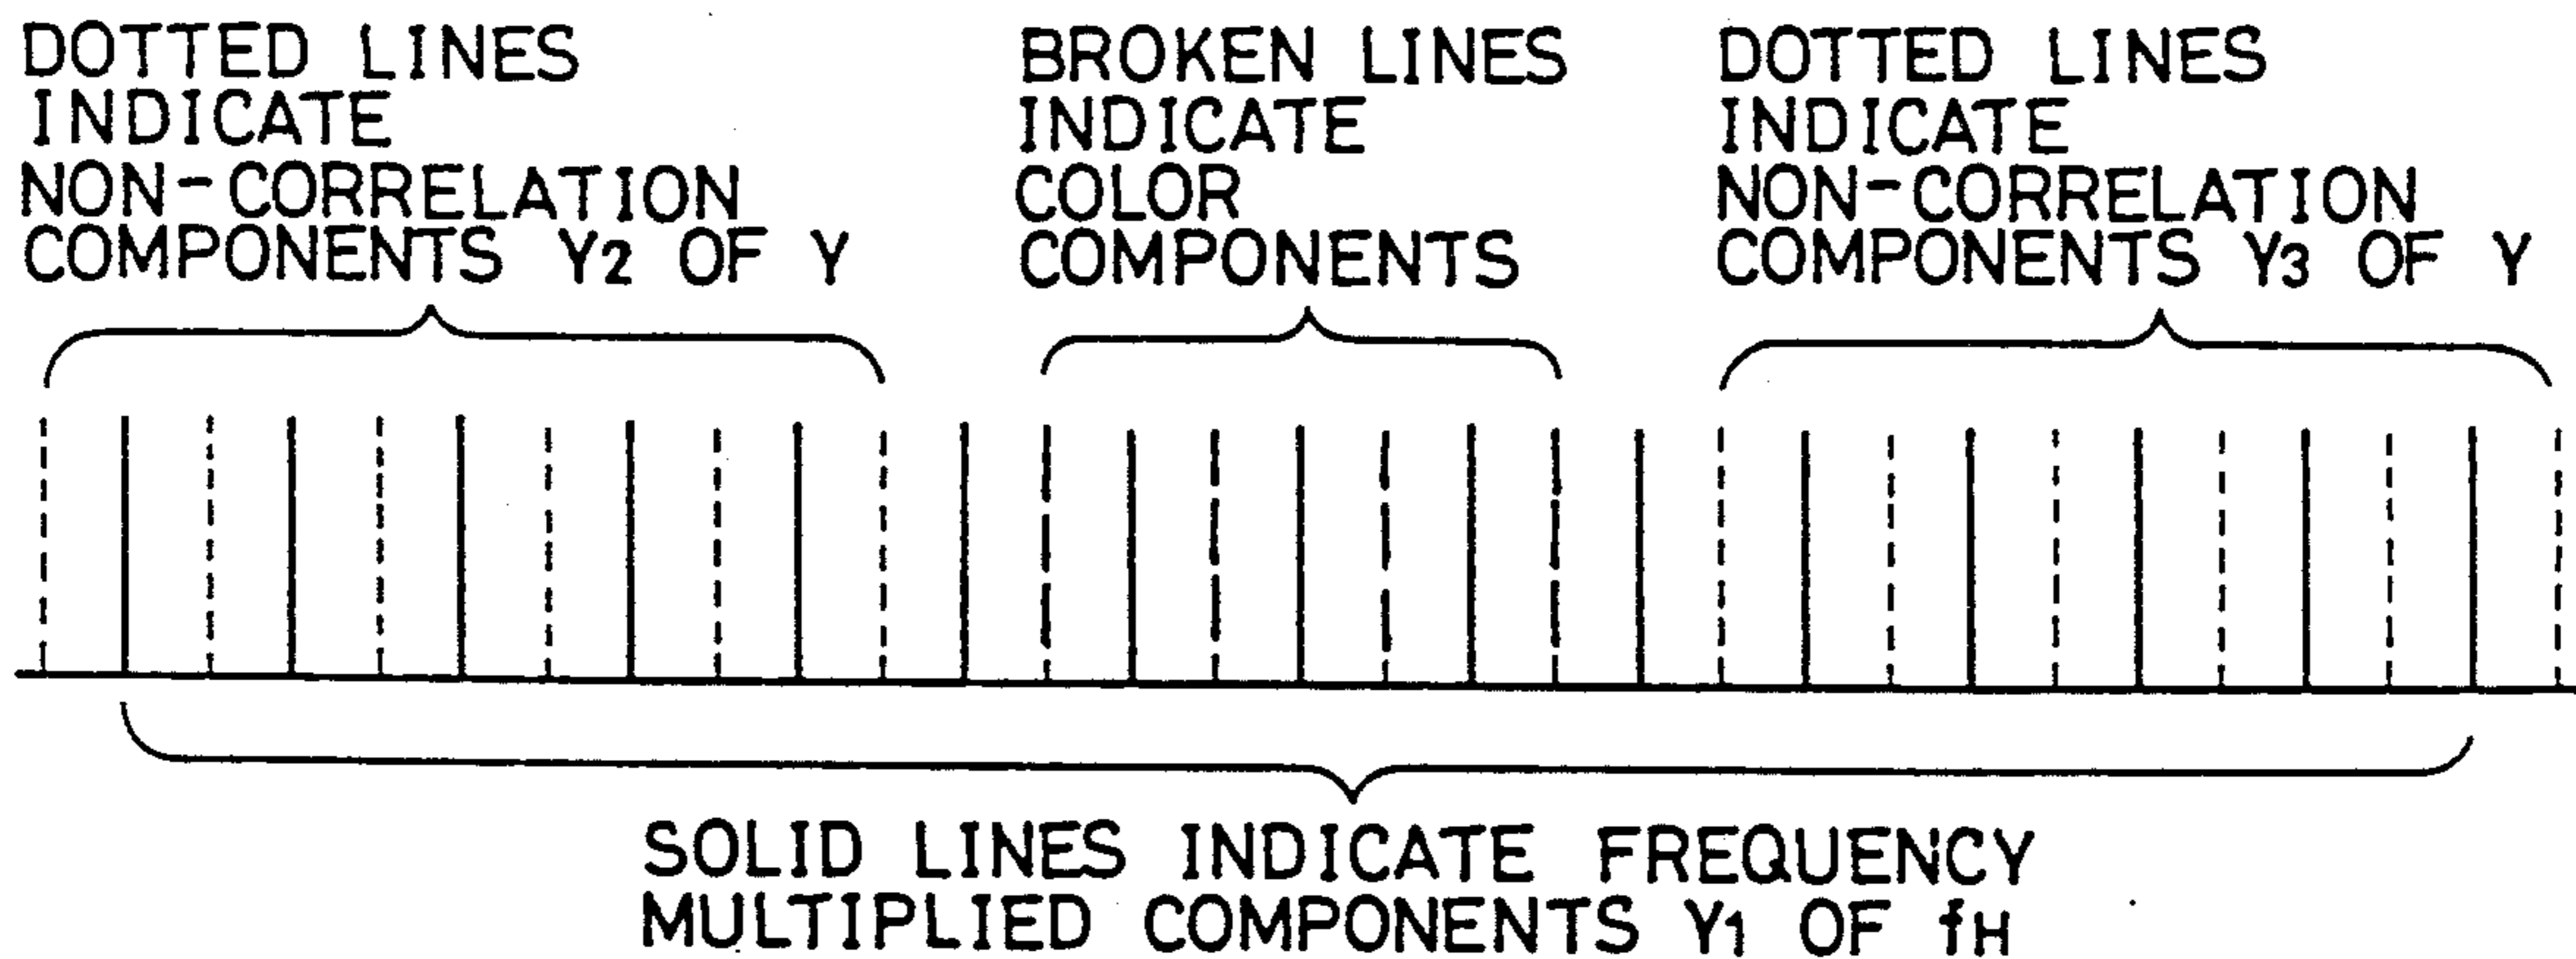 DOTTED LINES
INDICATE
NON-CORRELATION
COMPONENTS Y2 OF Y
BROKEN LINES
INDICATE
COLOR
COMPONENTS
DOTTED LINES
INDICATE
NON-CORRELATION
COMPONENTS Y3 OF Y
SOLID LINES INDICATE FREQUENCY
MULTIPLIED COMPONENTS Y1 OF fH